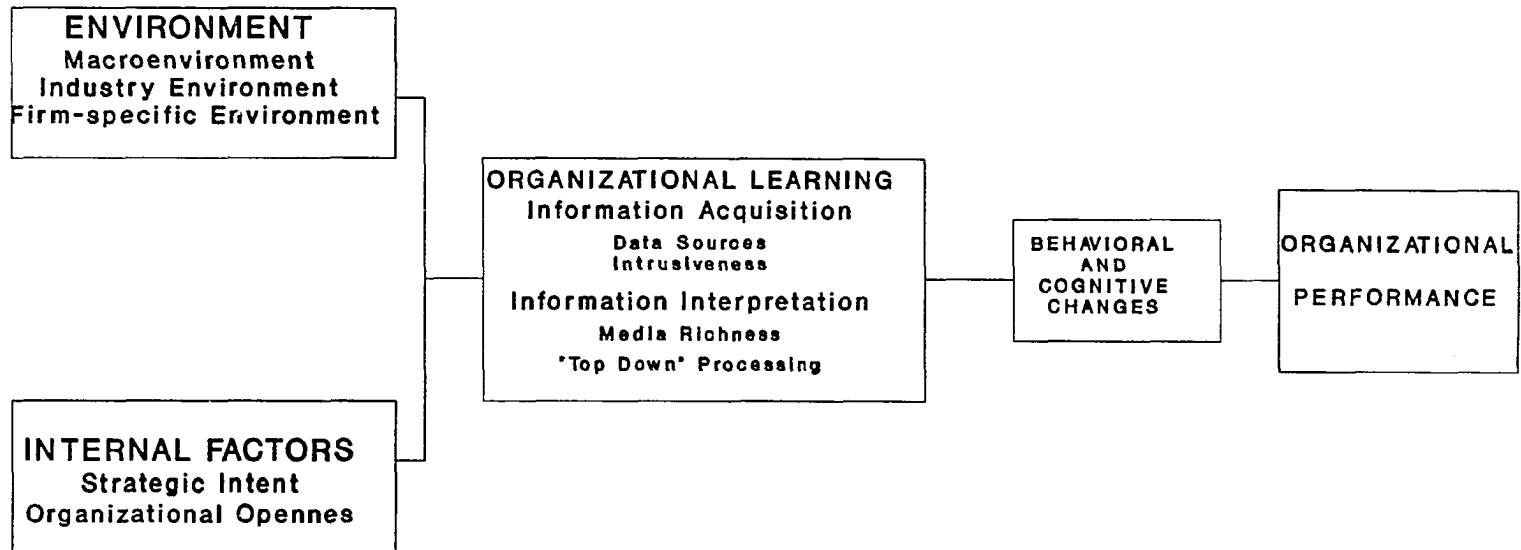 ENVIRONMENT
Macroenvironment
Industry Environment
Firm-specific Environment
INTERNAL FACTORS
Strategic Intent
Organizational Opennes
ORGANIZATIONAL LEARNING
Information Acquisition
Data Sources
Intrusiveness
Information Interpretation
Media Richness
"Top Down" Processing
BEHAVIORAL
AND
COGNITIVE
CHANGES
ORGANIZATIONAL
PERFORMANCE